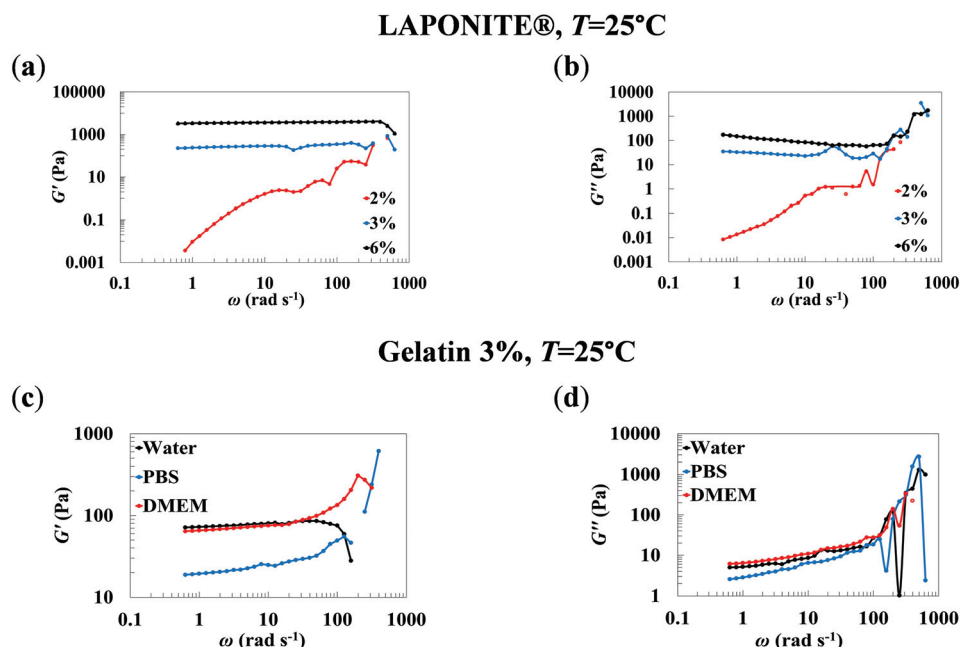 LAPONITE®, T=25°C
(a)
(b)
100000
1000
10
0.1
0.001
G′ (Pa)
2%
3%
6%
0.1
1
10
100
1000
ω (rad s⁻¹)
10000
1000
100
10
1
0.1
0.01
0.001
G″ (Pa)
2%
3%
6%
0.1
1
10
100
1000
ω (rad s⁻¹)
Gelatin 3%, T=25°C
(c)
(d)
1000
100
10
G′ (Pa)
Water
PBS
DMEM
0.1
1
10
100
1000
ω (rad s⁻¹)
10000
1000
100
10
1
G″ (Pa)
Water
PBS
DMEM
0.1
1
10
100
1000
ω (rad s⁻¹)